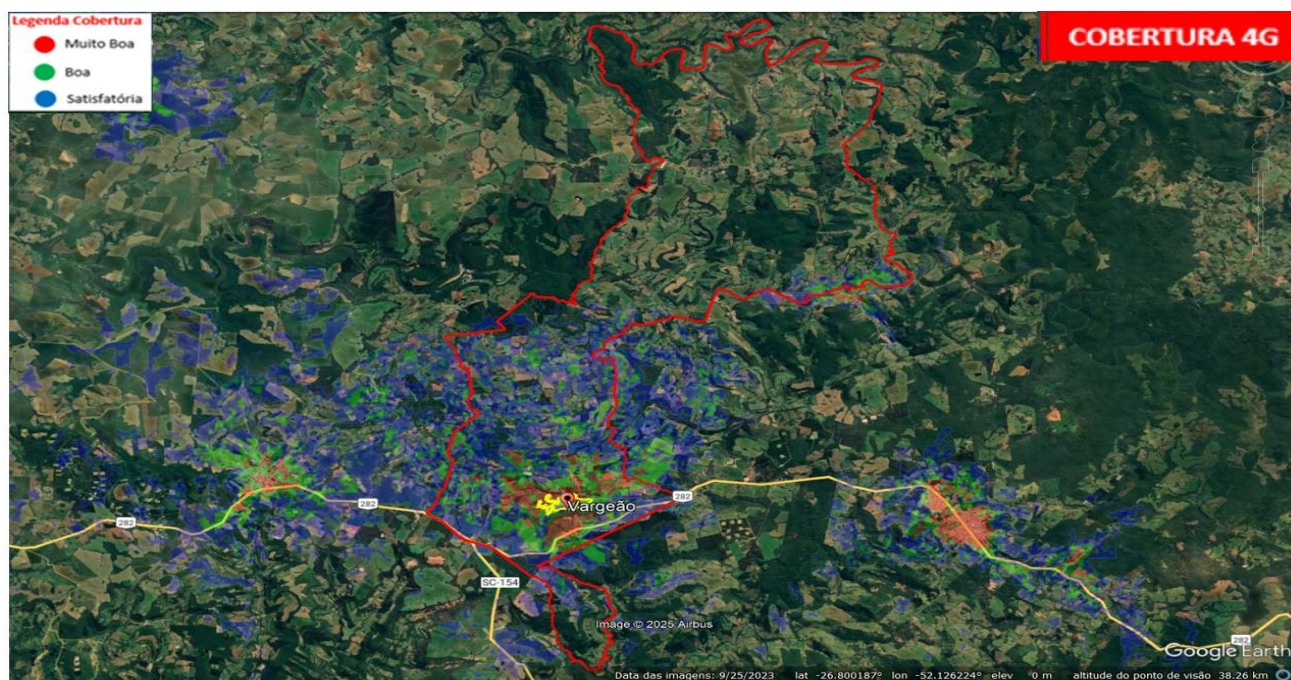 Legenda Cobertura
Muito Boa
Boa
Satisfatória
COBERTURA 4G
282
282
282
Vargeão
SC-154
Image © 2025 Airbus
282
Google Earth
Data das imagens: 9/25/2023 lat -26.800187° lon -52.126224° elev 0 m altitude do ponto de visão 38.26 km